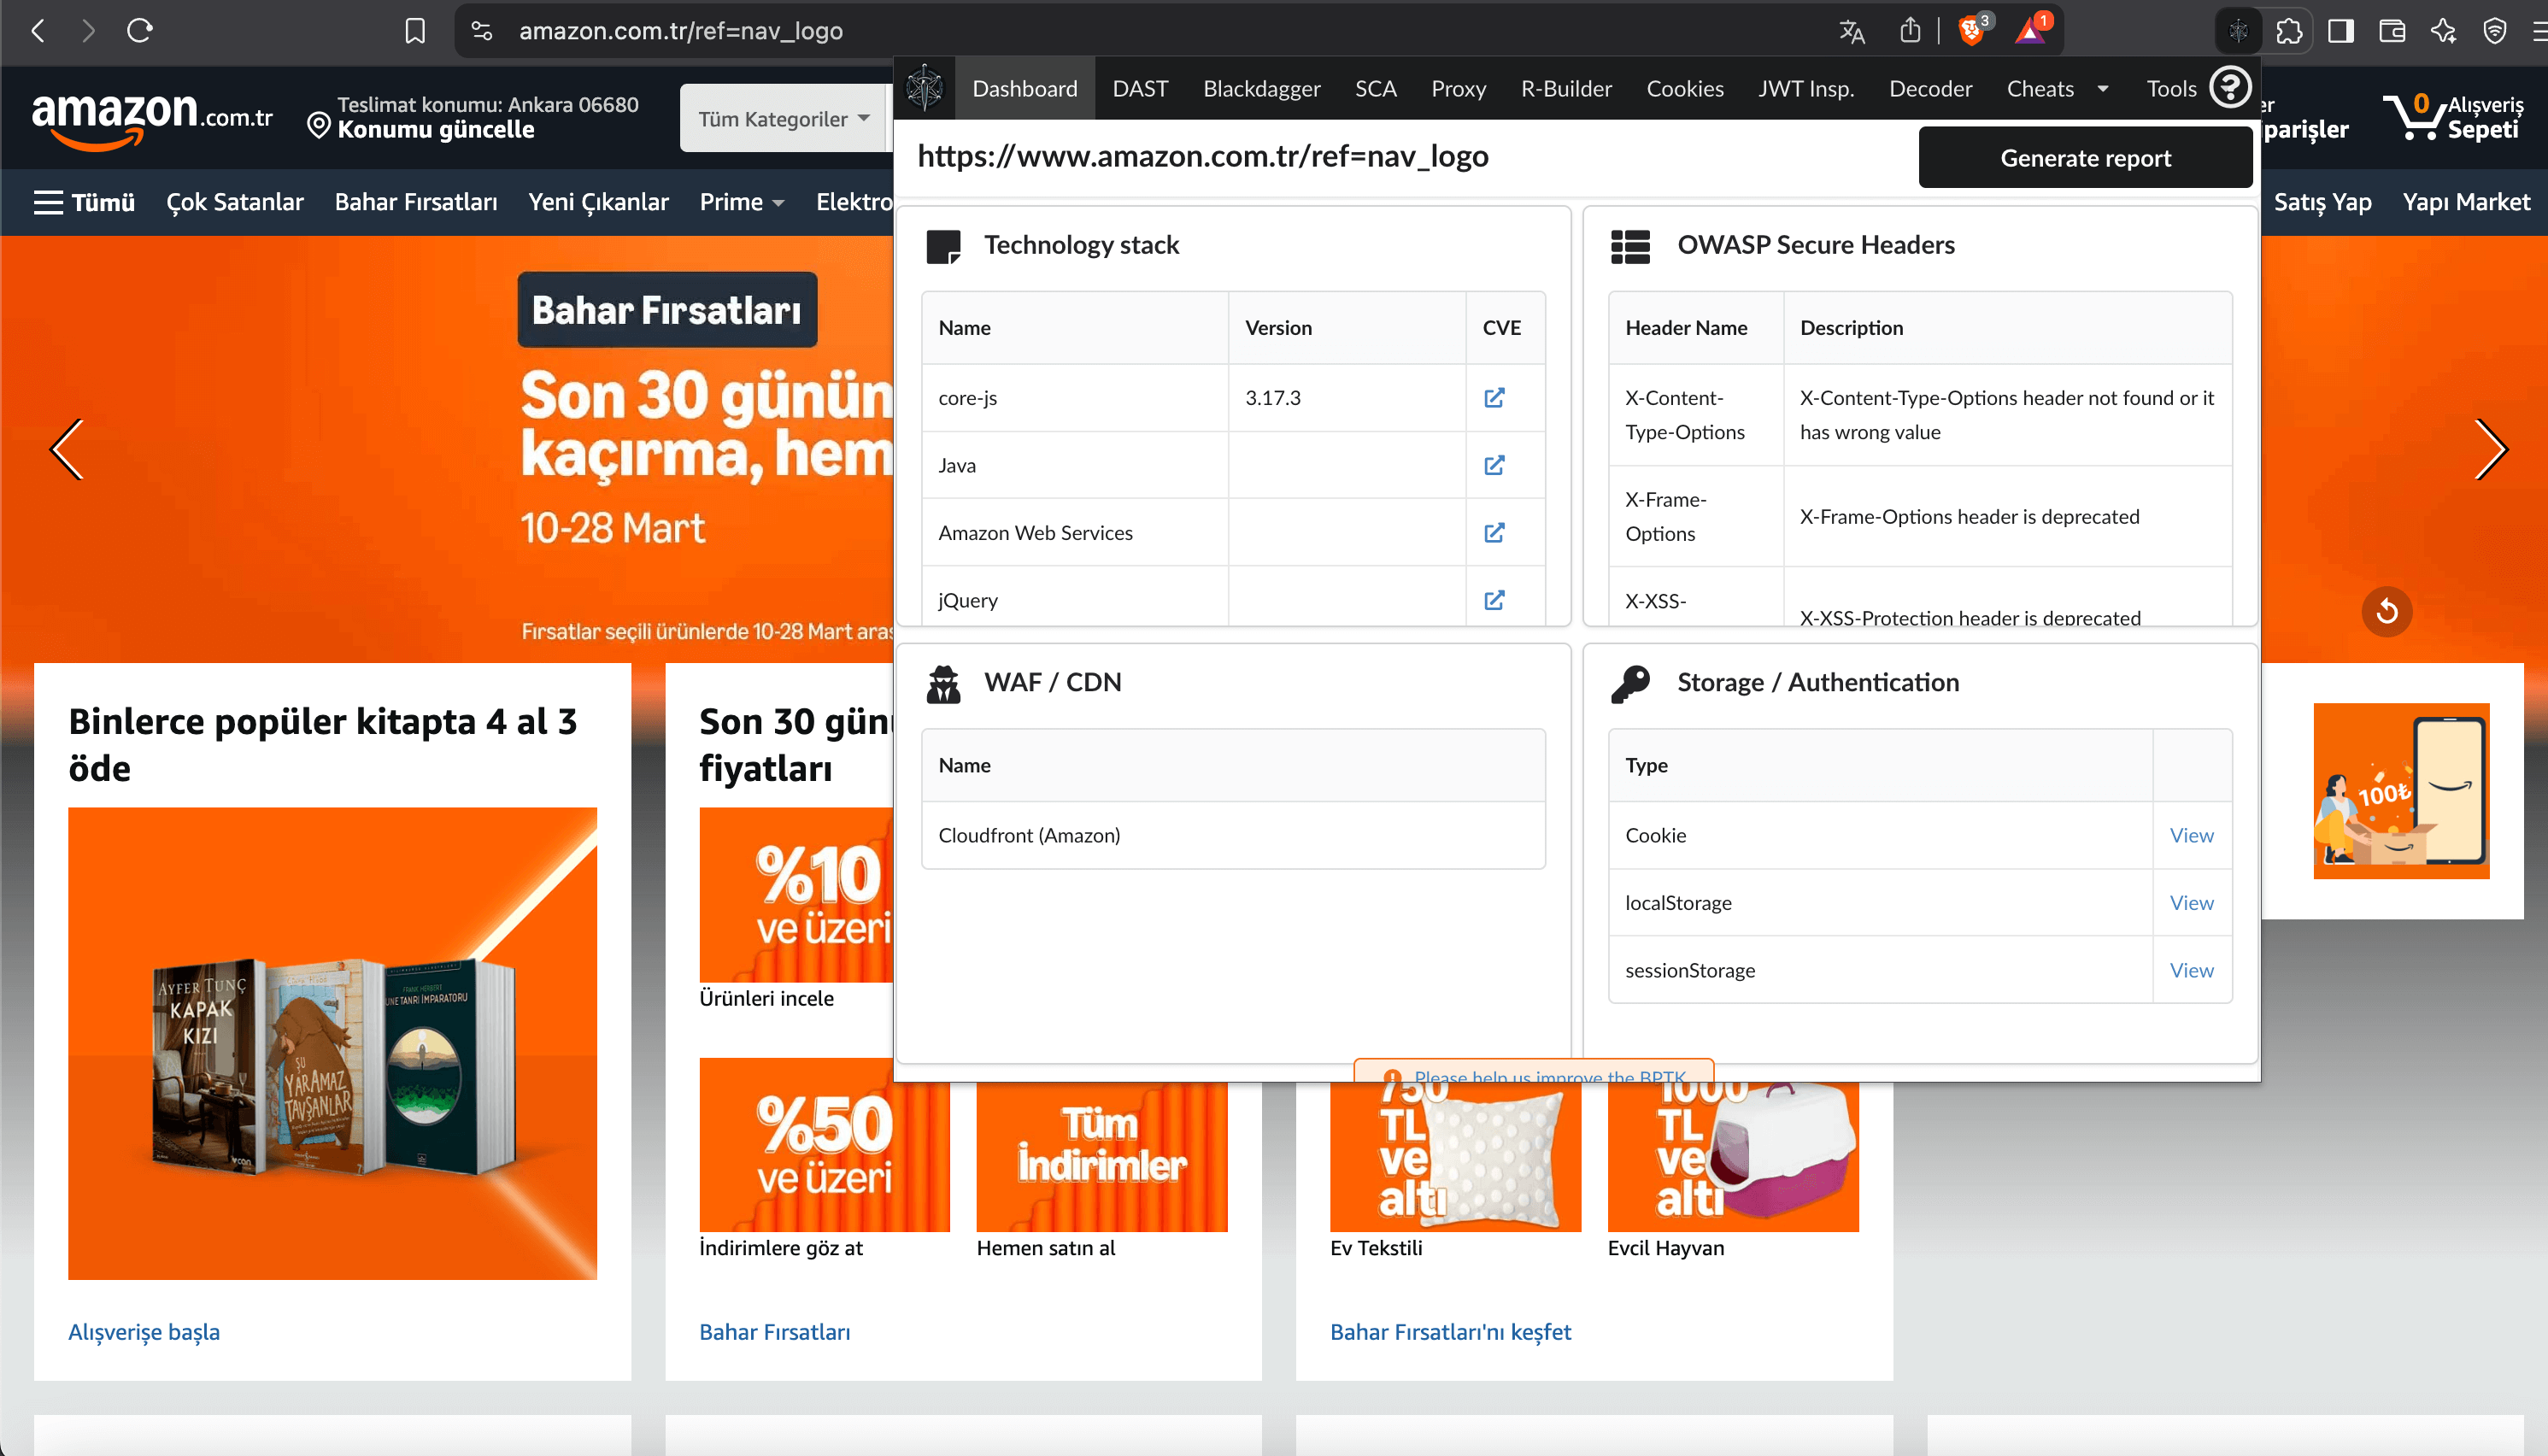 amazon.com.tr/ref=nav_logo
3
1
amazon.com.tr
Teslimat konumu: Ankara 06680
Konumu güncelle
Tüm Kategoriler
0
Alışveriş
Sepeti
Tümü
Çok Satanlar
Bahar Fırsatları
Yeni Çıkanlar
Prime
Elektro
Satış Yap
Yapı Market
Dashboard
DAST
Blackdagger
SCA
Proxy
R-Builder
Cookies
JWT Insp.
Decoder
Cheats
Tools
https://www.amazon.com.tr/ref=nav_logo
Generate report
Technology stack
Name Version CVE
core-js 3.17.3
Java
Amazon Web Services
jQuery
OWASP Secure Headers
Header Name Description
X-Content-
Type-Options
X-Content-Type-Options header not found or it
has wrong value
X-Frame-
Options
X-Frame-Options header is deprecated
X-XSS-
X-XSS-Protection header is deprecated
WAF / CDN
Name
Cloudfront (Amazon)
Storage / Authentication
Type
Cookie View
localStorage View
sessionStorage View
Please help us improve the BPTK
Bahar Fırsatları
Son 30 günün
kaçırma, hem
10-28 Mart
Fırsatlar seçili ürünlerde 10-28 Mart aras
Binlerce popüler kitapta 4 al 3
öde
AYFER TUNÇ
KAPAK
KIZI
ŞU
YARAMAZ
TAVŞANLAR
FRANK HERBERT
DUNE TANRI İMPARATORU
Alışverişe başla
Son 30 gün
fiyatları
%10
ve üzeri
Ürünleri incele
%50
ve üzeri
İndirimlere göz at
Tüm
İndirimler
Hemen satın al
Bahar Fırsatları
750
TL
ve
altı
Ev Tekstili
1000
TL
ve
altı
Evcil Hayvan
Bahar Fırsatları'nı keşfet
100₺